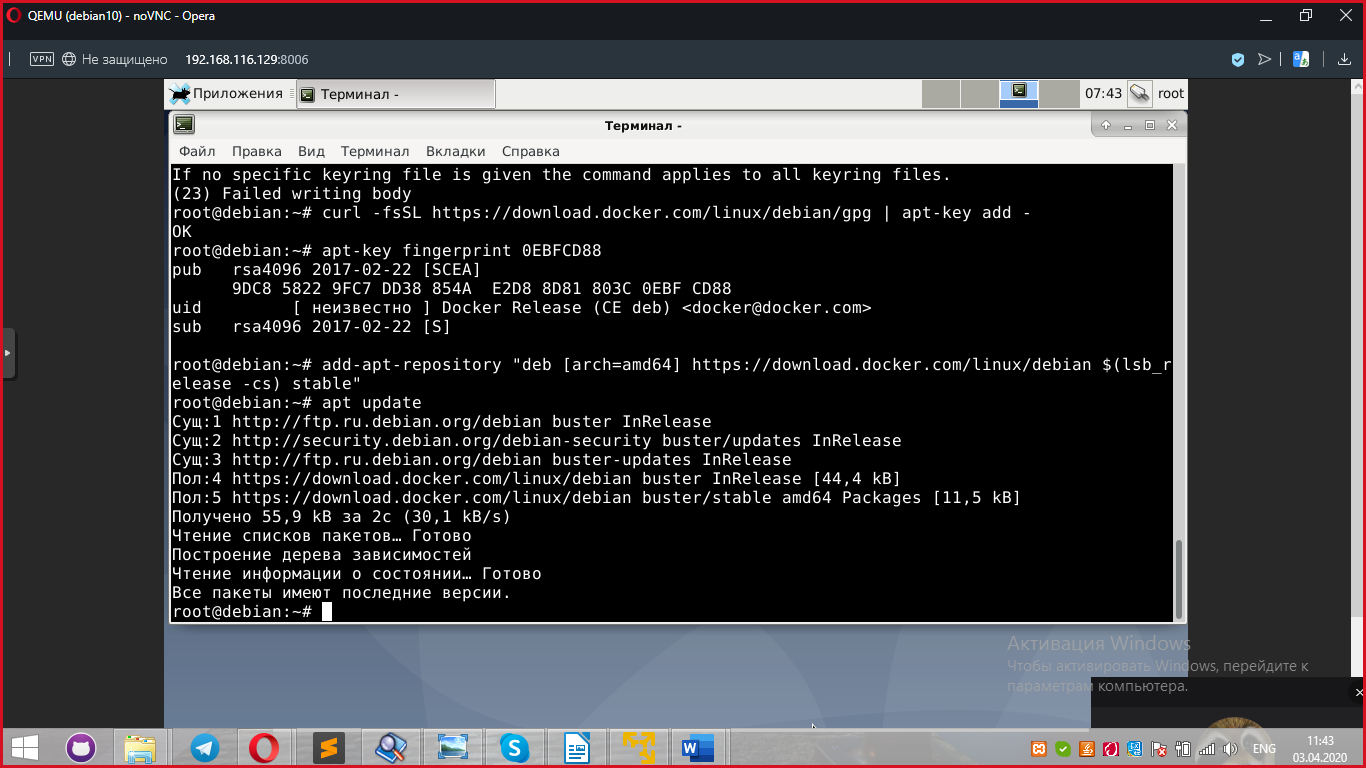 QEMU (debian10) - noVNC - Opera
VPN Не защищено 192.168.116.129:8006
Приложения Терминал - 07:43 root
Терминал -
Файл Правка Вид Терминал Вкладки Справка
If no specific keyring file is given the command applies to all keyring files.
(23) Failed writing body
root@debian:~# curl -fsSL https://download.docker.com/linux/debian/gpg | apt-key add -
OK
root@debian:~# apt-key fingerprint 0EBFCD88
pub   rsa4096 2017-02-22 [SCEA]
      9DC8 5822 9FC7 DD38 854A  E2D8 8D81 803C 0EBF CD88
uid         [ неизвестно ] Docker Release (CE deb) <docker@docker.com>
sub   rsa4096 2017-02-22 [S]
root@debian:~# add-apt-repository "deb [arch=amd64] https://download.docker.com/linux/debian $(lsb_r
elease -cs) stable"
root@debian:~# apt update
Сущ:1 http://ftp.ru.debian.org/debian buster InRelease
Сущ:2 http://security.debian.org/debian-security buster/updates InRelease
Сущ:3 http://ftp.ru.debian.org/debian buster-updates InRelease
Пол:4 https://download.docker.com/linux/debian buster InRelease [44,4 kB]
Пол:5 https://download.docker.com/linux/debian buster/stable amd64 Packages [11,5 kB]
Получено 55,9 kB за 2с (30,1 kB/s)
Чтение списков пакетов… Готово
Построение дерева зависимостей
Чтение информации о состоянии… Готово
Все пакеты имеют последние версии.
root@debian:~#
Активация Windows
Чтобы активировать Windows, перейдите к
параметрам компьютера.
ENG 11:43
03.04.2020